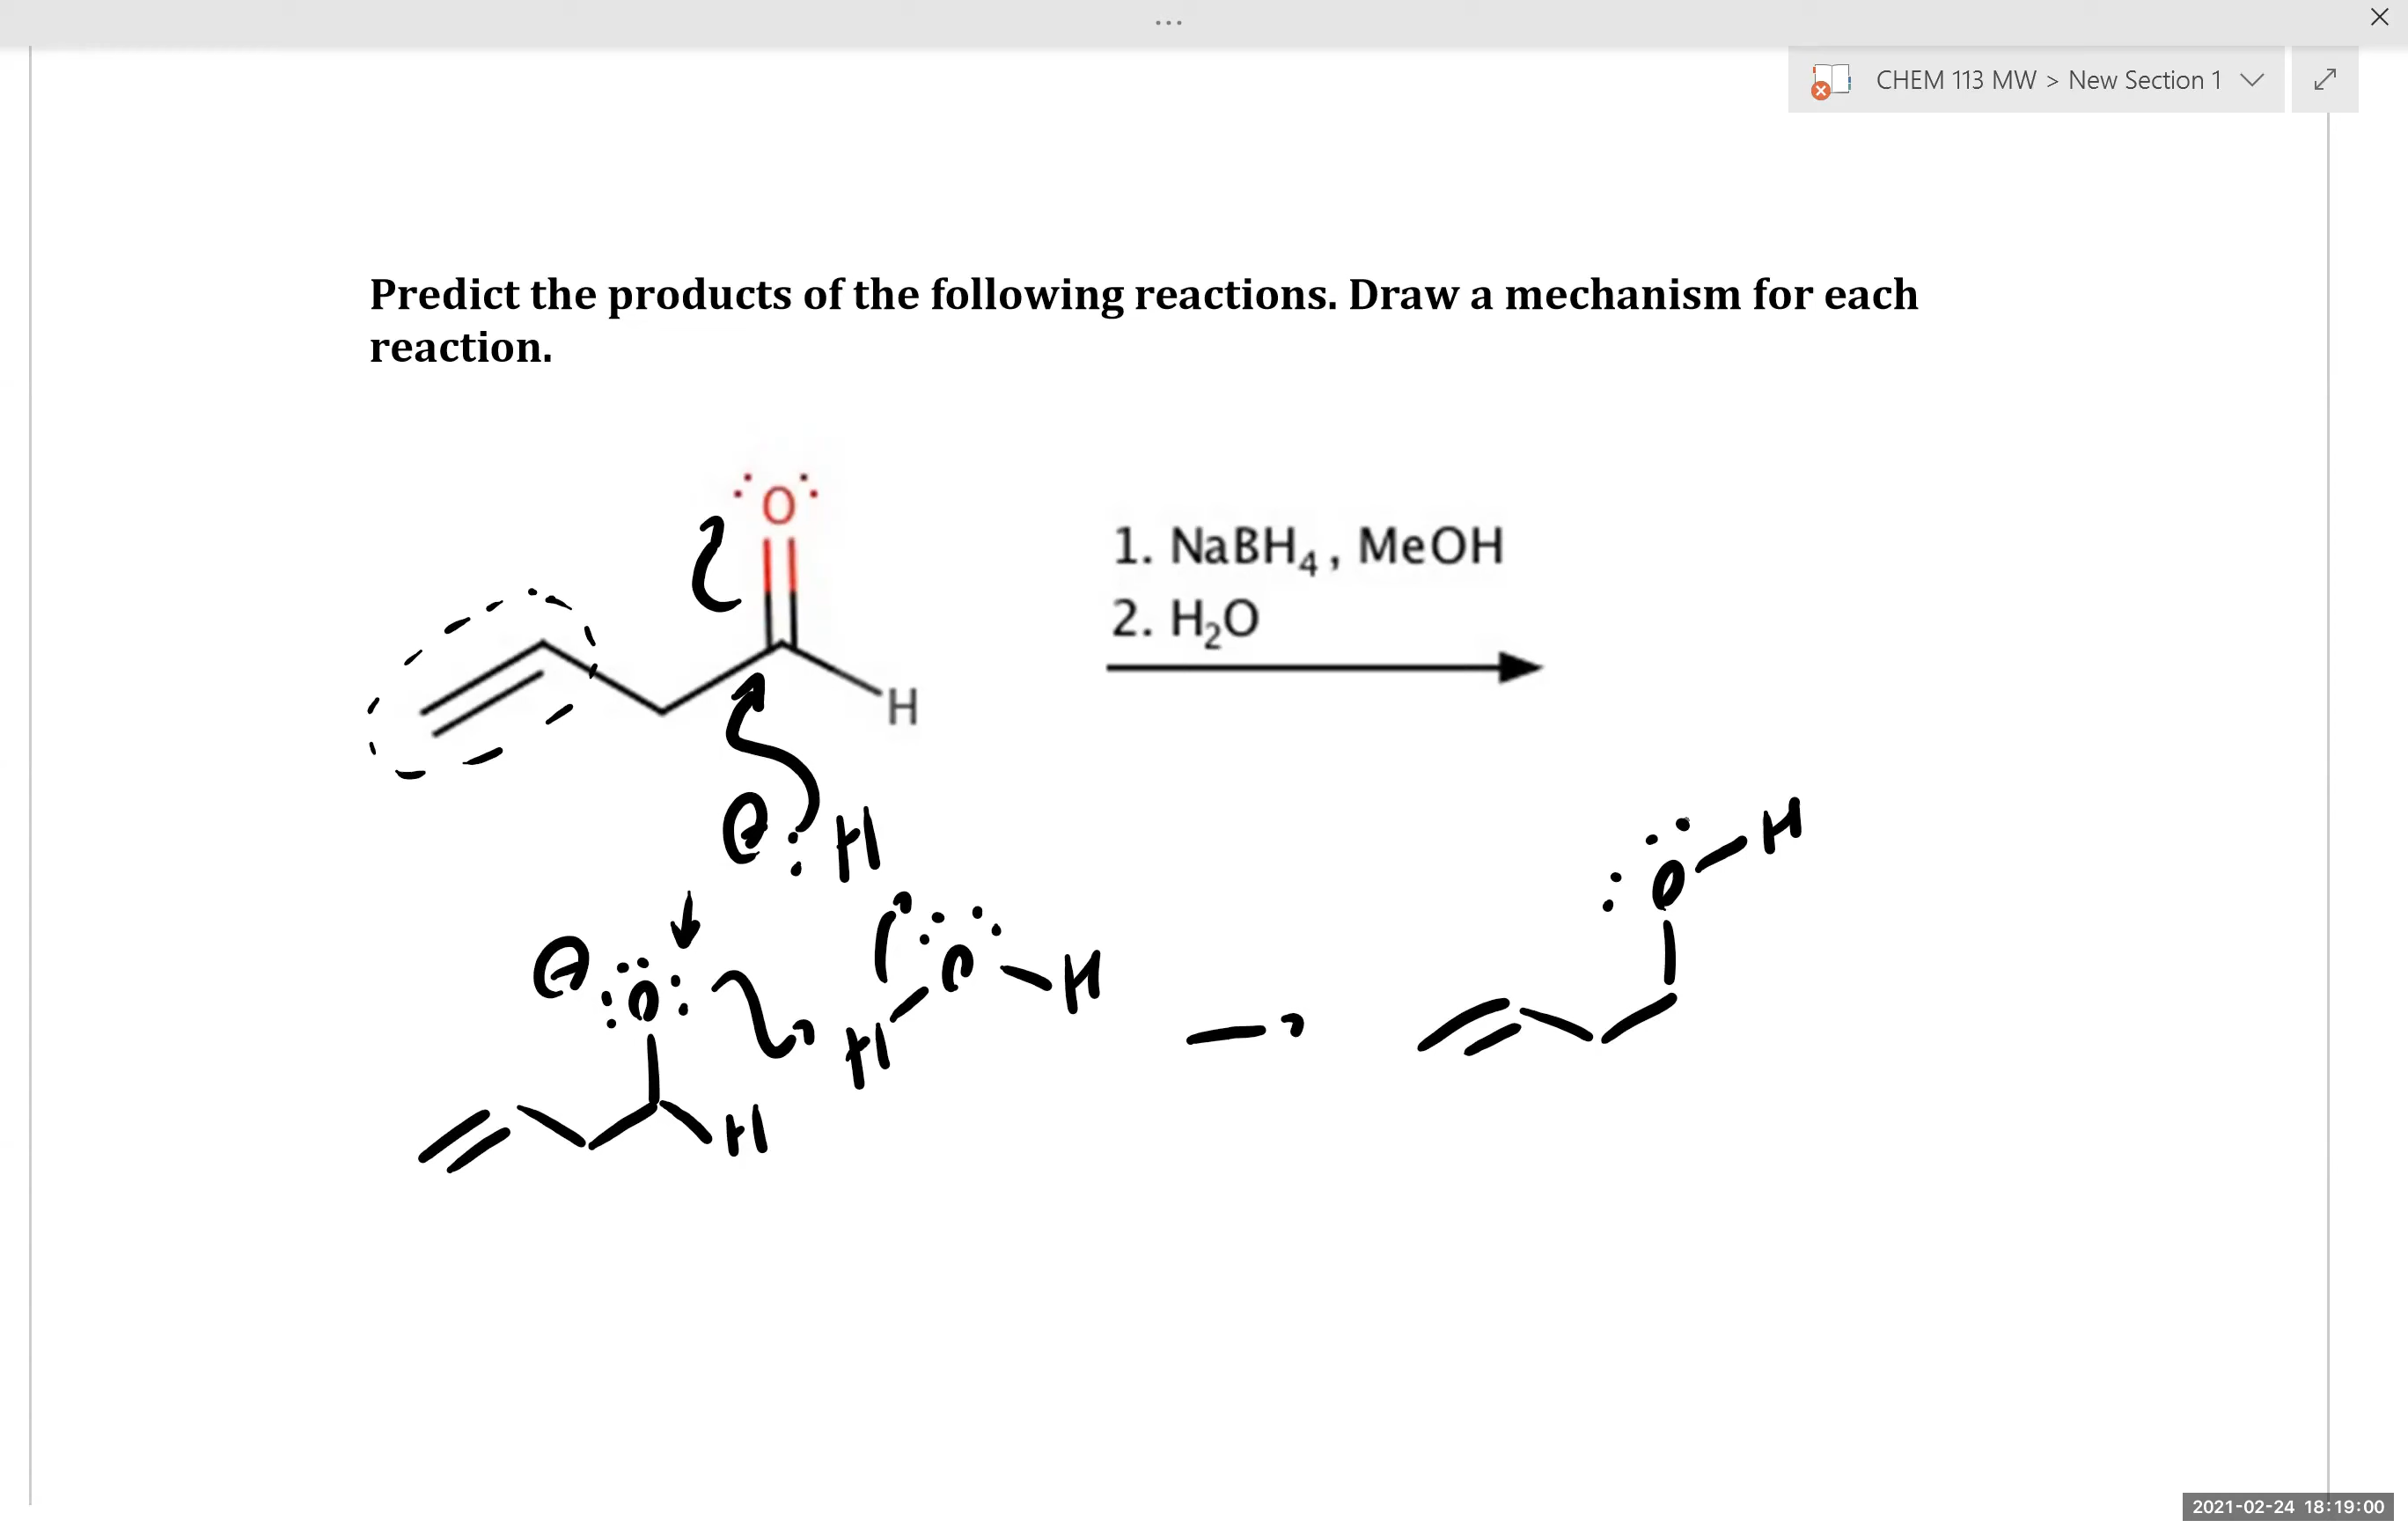 CHEM 113 MW > New Section 1
Predict the products of the following reactions. Draw a mechanism for each
reaction.
O
H
1. NaBH₄, MeOH
2. H₂O
H
O
H
H
O
H
O
H
H
2021-02-24 18:19:00